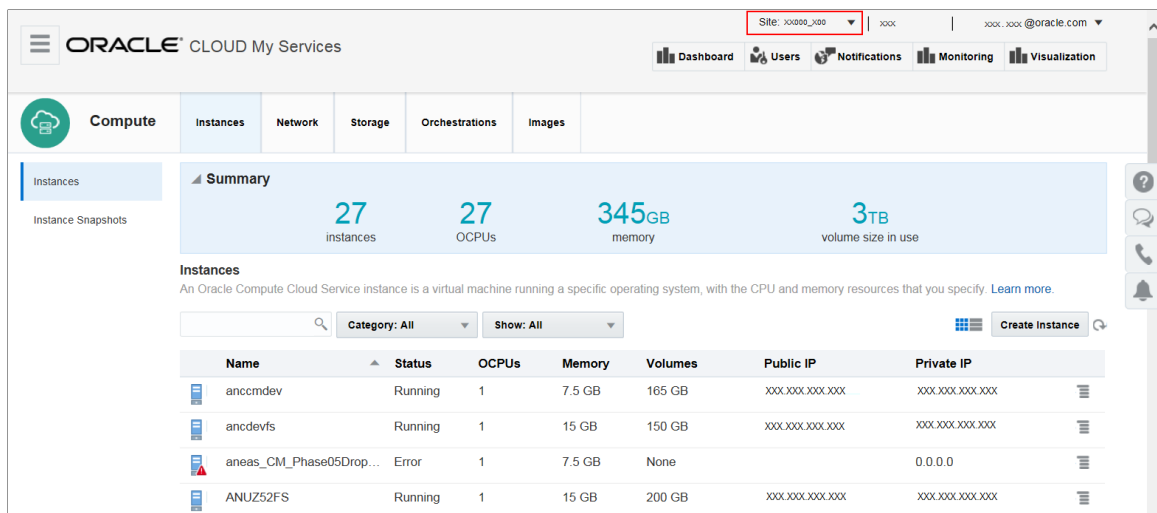 Site: xx000_x00 xxx xxx. xxx @oracle.com
ORACLE CLOUD My Services
Dashboard Users Notifications Monitoring Visualization
Compute Instances Network Storage Orchestrations Images
Instances
Instance Snapshots
Summary
27 27 345GB 3TB
instances OCPUs memory volume size in use
Instances
An Oracle Compute Cloud Service instance is a virtual machine running a specific operating system, with the CPU and memory resources that you specify. Learn more.
Category: All Show: All Create Instance
Name Status OCPUs Memory Volumes Public IP Private IP
anccmdev Running 1 7.5 GB 165 GB XXX.XXX.XXX.XXX XXX.XXX.XXX.XXX
ancdevfs Running 1 15 GB 150 GB XXX.XXX.XXX.XXX XXX.XXX.XXX.XXX
aneas_CM_Phase05Drop... Error 1 7.5 GB None 0.0.0.0
ANUZ52FS Running 1 15 GB 200 GB XXX.XXX.XXX.XXX XXX.XXX.XXX.XXX